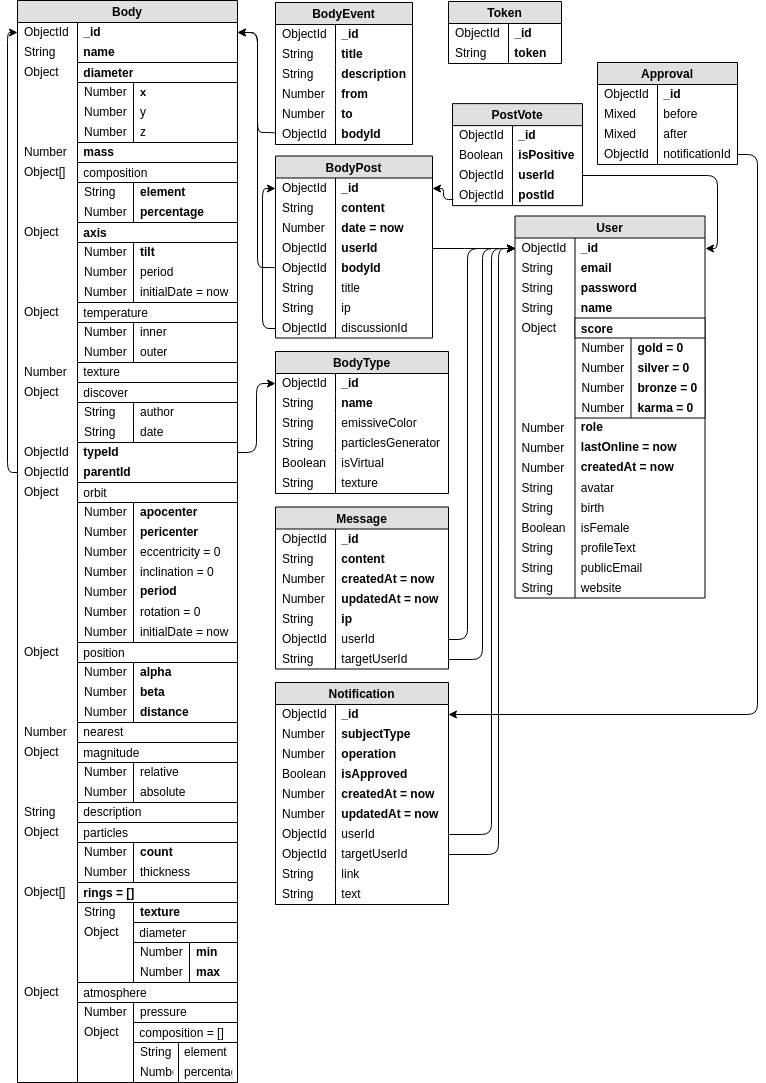 Body
ObjectId _id
String name
Object diameter
Number x
Number y
Number z
Number mass
Object[] composition
String element
Number percentage
Object axis
Number tilt
Number period
Number initialDate = now
Object temperature
Number inner
Number outer
Number texture
Object discover
String author
String date
ObjectId typeId
ObjectId parentId
Object orbit
Number apocenter
Number pericenter
Number eccentricity = 0
Number inclination = 0
Number period
Number rotation = 0
Number initialDate = now
Object position
Number alpha
Number beta
Number distance
Number nearest
Object magnitude
Number relative
Number absolute
String description
Object particles
Number count
Number thickness
Object[] rings = []
String texture
Object diameter
Number min
Number max
Object atmosphere
Number pressure
Object composition = []
String element
Numb percenta
BodyEvent
ObjectId _id
String title
String description
Number from
Number to
ObjectId bodyId
BodyPost
ObjectId _id
String content
Number date = now
ObjectId userId
ObjectId bodyId
String title
String ip
ObjectId discussionId
BodyType
ObjectId _id
String name
String emissiveColor
String particlesGenerator
Boolean isVirtual
String texture
Message
ObjectId _id
String content
Number createdAt = now
Number updatedAt = now
String ip
ObjectId userId
String targetUserId
Notification
ObjectId _id
Number subjectType
Number operation
Boolean isApproved
Number createdAt = now
Number updatedAt = now
ObjectId userId
ObjectId targetUserId
String link
String text
Token
ObjectId _id
String token
PostVote
ObjectId _id
Boolean isPositive
ObjectId userId
ObjectId postId
Approval
ObjectId _id
Mixed before
Mixed after
ObjectId notificationId
User
ObjectId _id
String email
String password
String name
Object score
Number gold = 0
Number silver = 0
Number bronze = 0
Number karma = 0
Number role
Number lastOnline = now
Number createdAt = now
String avatar
String birth
Boolean isFemale
String profileText
String publicEmail
String website